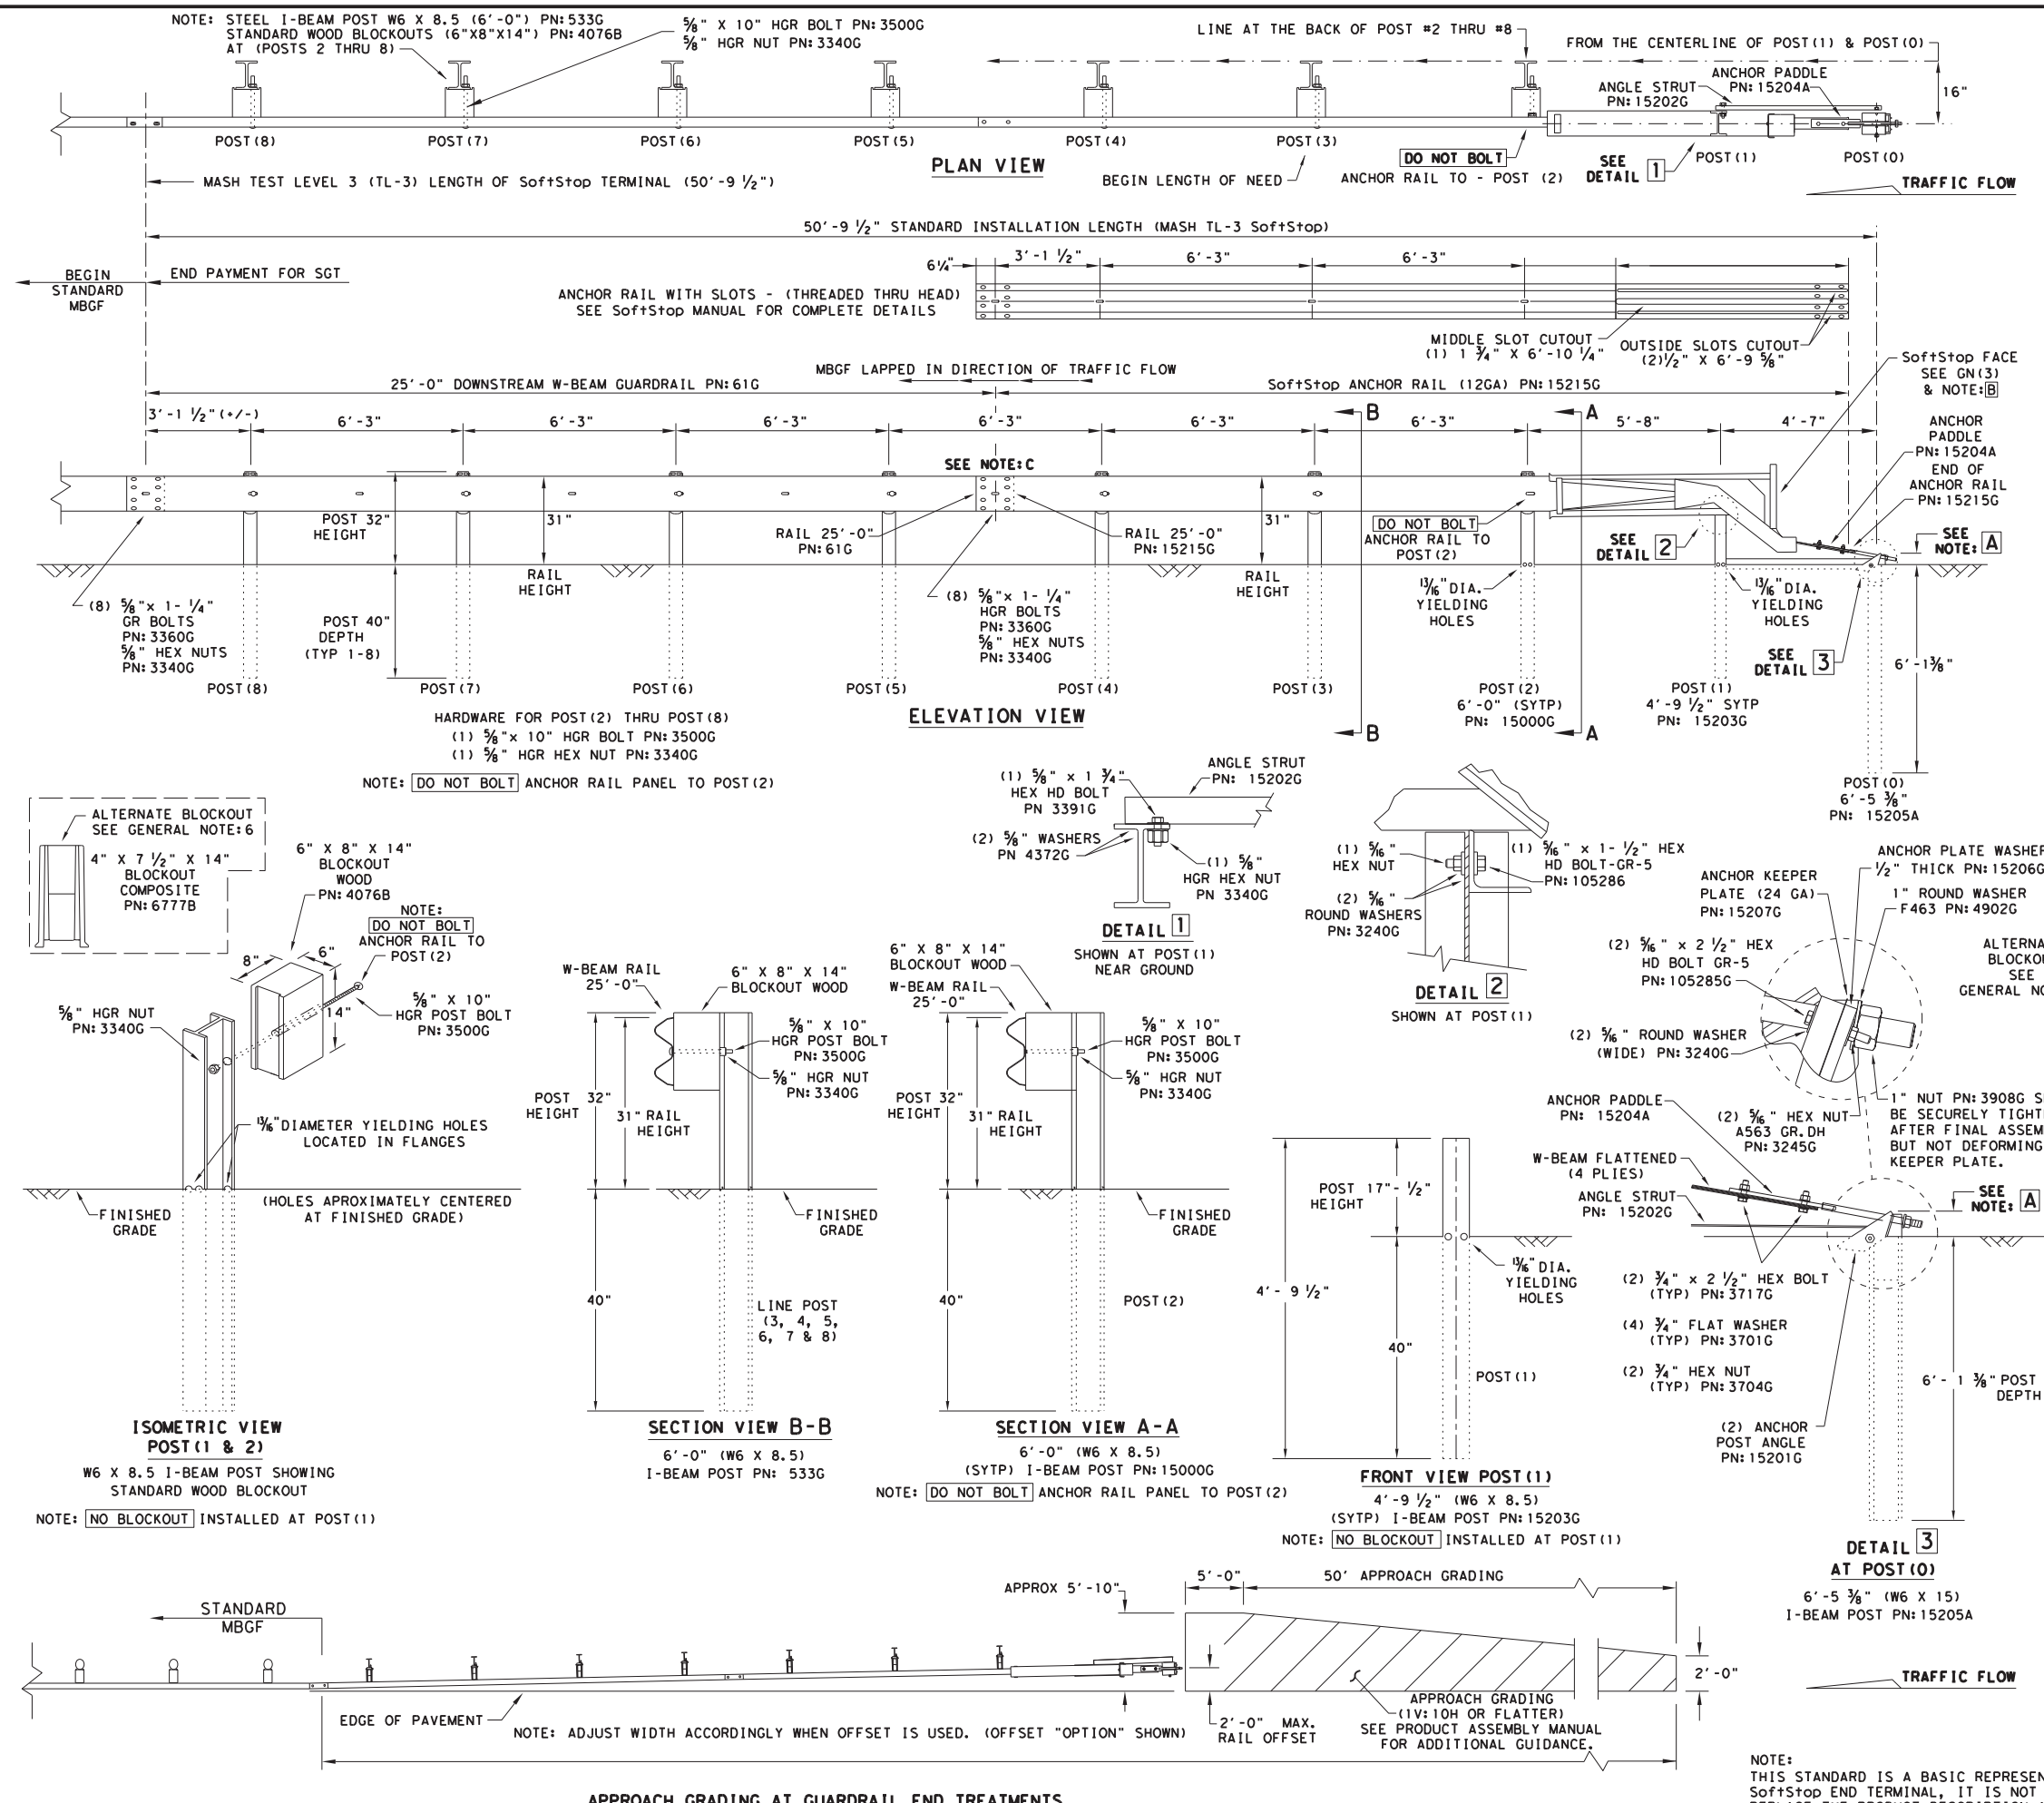 NOTE: STEEL I-BEAM POST W6 X 8.5 (6'-0") PN:533G
STANDARD WOOD BLOCKOUTS (6"X8"X14") PN:4076B
AT (POSTS 2 THRU 8)
5/8" X 10" HGR BOLT PN:3500G
5/8" HGR NUT PN:3340G
LINE AT THE BACK OF POST #2 THRU #8
FROM THE CENTERLINE OF POST(1) & POST(0)
ANGLE STRUT
PN:15202G
ANCHOR PADDLE
PN:15204A
16"
POST(8)
POST(7)
POST(6)
POST(5)
POST(4)
POST(3)
POST(1)
POST(0)
PLAN VIEW
DO NOT BOLT
ANCHOR RAIL TO - POST (2)
SEE
DETAIL 1
MASH TEST LEVEL 3 (TL-3) LENGTH OF SoftStop TERMINAL (50'-9 1/2")
BEGIN LENGTH OF NEED
TRAFFIC FLOW
50'-9 1/2" STANDARD INSTALLATION LENGTH (MASH TL-3 SoftStop)
BEGIN
STANDARD
MBGF
END PAYMENT FOR SGT
6 1/4"
3'-1 1/2"
6'-3"
6'-3"
ANCHOR RAIL WITH SLOTS - (THREADED THRU HEAD)
SEE SoftStop MANUAL FOR COMPLETE DETAILS
MIDDLE SLOT CUTOUT
(1) 1 3/4" X 6'-10 1/4"
OUTSIDE SLOTS CUTOUT
(2)1/2" X 6'-9 5/8"
MBGF LAPPED IN DIRECTION OF TRAFFIC FLOW
25'-0" DOWNSTREAM W-BEAM GUARDRAIL PN:61G
SoftStop ANCHOR RAIL (12GA) PN:15215G
SoftStop FACE
SEE GN(3)
& NOTE:B
3'-1 1/2"(+/-)
6'-3"
6'-3"
6'-3"
6'-3"
6'-3"
6'-3"
5'-8"
4'-7"
B
A
ANCHOR
PADDLE
PN:15204A
END OF
ANCHOR RAIL
PN:15215G
SEE NOTE:C
POST 32"
HEIGHT
31"
RAIL 25'-0"
PN:61G
RAIL 25'-0"
PN:15215G
31"
DO NOT BOLT
ANCHOR RAIL TO
POST(2)
SEE
DETAIL 2
SEE
NOTE: A
RAIL
HEIGHT
RAIL
HEIGHT
(8) 5/8"x 1- 1/4"
GR BOLTS
PN:3360G
5/8" HEX NUTS
PN:3340G
POST 40"
DEPTH
(TYP 1-8)
(8) 5/8"x 1- 1/4"
HGR BOLTS
PN:3360G
5/8" HEX NUTS
PN:3340G
13/16" DIA.
YIELDING
HOLES
13/16" DIA.
YIELDING
HOLES
SEE
DETAIL 3
6'-1 3/8"
POST(8)
POST(7)
POST(6)
POST(5)
POST(4)
POST(3)
POST(2)
6'-0" (SYTP)
PN: 15000G
POST(1)
4'-9 1/2" SYTP
PN: 15203G
HARDWARE FOR POST(2) THRU POST(8)
(1) 5/8"x 10" HGR BOLT PN:3500G
(1) 5/8" HGR HEX NUT PN:3340G
ELEVATION VIEW
B
A
NOTE: DO NOT BOLT ANCHOR RAIL PANEL TO POST(2)
POST(0)
6'-5 3/8"
PN: 15205A
ALTERNATE BLOCKOUT
SEE GENERAL NOTE:6
4" X 7 1/2" X 14"
BLOCKOUT
COMPOSITE
PN:6777B
6" X 8" X 14"
BLOCKOUT
WOOD
PN:4076B
NOTE:
DO NOT BOLT
ANCHOR RAIL TO
POST(2)
8"
6"
14"
5/8" X 10"
HGR POST BOLT
PN:3500G
5/8" HGR NUT
PN:3340G
13/16"DIAMETER YIELDING HOLES
LOCATED IN FLANGES
(HOLES APROXIMATELY CENTERED
AT FINISHED GRADE)
FINISHED
GRADE
ISOMETRIC VIEW
POST(1 & 2)
W6 X 8.5 I-BEAM POST SHOWING
STANDARD WOOD BLOCKOUT
NOTE: NO BLOCKOUT INSTALLED AT POST(1)
W-BEAM RAIL
25'-0"
6" X 8" X 14"
BLOCKOUT WOOD
5/8" X 10"
HGR POST BOLT
PN:3500G
5/8" HGR NUT
PN:3340G
POST 32"
HEIGHT
31" RAIL
HEIGHT
FINISHED
GRADE
40"
LINE POST
(3, 4, 5,
6, 7 & 8)
SECTION VIEW B-B
6'-0" (W6 X 8.5)
I-BEAM POST PN: 533G
6" X 8" X 14"
BLOCKOUT WOOD
W-BEAM RAIL
25'-0"
5/8" X 10"
HGR POST BOLT
PN:3500G
5/8" HGR NUT
PN:3340G
POST 32"
HEIGHT
31" RAIL
HEIGHT
FINISHED
GRADE
40"
POST(2)
SECTION VIEW A-A
6'-0" (W6 X 8.5)
(SYTP) I-BEAM POST PN:15000G
NOTE: DO NOT BOLT ANCHOR RAIL PANEL TO POST(2)
(1) 5/8" x 1 3/4"
HEX HD BOLT
PN 3391G
ANGLE STRUT
PN: 15202G
(2) 5/8" WASHERS
PN 4372G
(1) 5/8"
HGR HEX NUT
PN 3340G
DETAIL 1
SHOWN AT POST(1)
NEAR GROUND
(1) 5/16"
HEX NUT
(1) 5/16" x 1- 1/2" HEX
HD BOLT-GR-5
PN:105286
(2) 5/16"
ROUND WASHERS
PN:3240G
DETAIL 2
SHOWN AT POST(1)
ANCHOR PLATE WASHER
1/2" THICK PN:15206G
ANCHOR KEEPER
PLATE (24 GA)
PN:15207G
1" ROUND WASHER
F463 PN:4902G
(2) 5/16" x 2 1/2" HEX
HD BOLT GR-5
PN:105285G
ALTERNA
BLOCKOU
SEE
GENERAL NO
(2) 5/16" ROUND WASHER
(WIDE) PN:3240G
ANCHOR PADDLE
PN: 15204A
(2) 5/16" HEX NUT
A563 GR.DH
PN:3245G
1" NUT PN:3908G S
BE SECURELY TIGHT
AFTER FINAL ASSEM
BUT NOT DEFORMING
KEEPER PLATE.
W-BEAM FLATTENED
(4 PLIES)
ANGLE STRUT
PN: 15202G
SEE
NOTE: A
POST 17"- 1/2"
HEIGHT
4'- 9 1/2"
40"
13/16" DIA.
YIELDING
HOLES
POST(1)
FRONT VIEW POST(1)
4'-9 1/2" (W6 X 8.5)
(SYTP) I-BEAM POST PN:15203G
NOTE: NO BLOCKOUT INSTALLED AT POST(1)
(2) 3/4" x 2 1/2" HEX BOLT
(TYP) PN:3717G
(4) 3/4" FLAT WASHER
(TYP) PN:3701G
(2) 3/4" HEX NUT
(TYP) PN:3704G
(2) ANCHOR
POST ANGLE
PN:15201G
6'- 1 3/8" POST
DEPTH
DETAIL 3
AT POST(0)
6'-5 3/8" (W6 X 15)
I-BEAM POST PN:15205A
STANDARD
MBGF
APPROX 5'-10"
5'-0"
50' APPROACH GRADING
2'-0"
TRAFFIC FLOW
EDGE OF PAVEMENT
NOTE: ADJUST WIDTH ACCORDINGLY WHEN OFFSET IS USED. (OFFSET "OPTION" SHOWN)
2'-0" MAX.
RAIL OFFSET
APPROACH GRADING
(1V:10H OR FLATTER)
SEE PRODUCT ASSEMBLY MANUAL
FOR ADDITIONAL GUIDANCE.
APPROACH GRADING AT GUARDRAIL END TREATMENTS
NOTE:
THIS STANDARD IS A BASIC REPRESEN
SoftStop END TERMINAL, IT IS NOT